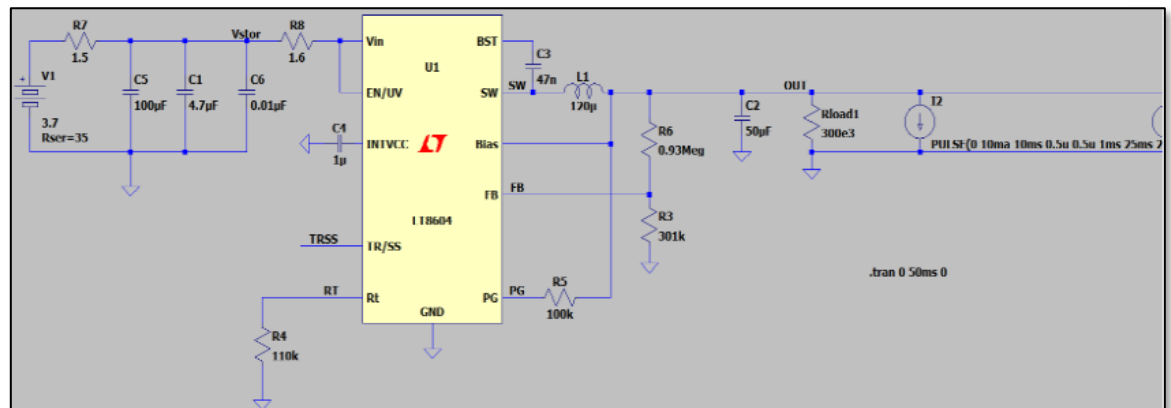 R7
1.5
Vstor
R8
1.6
V1
3.7
Rser=35
C5
100µF
C1
4.7µF
C6
0.01µF
C4
1µ
TRSS
RT
R4
110k
Vin
EN/UV
INTVCC
TR/SS
Rt
U1
LT8604
GND
BST
SW
Bias
FB
PG
C3
47n
SW
L1
120µ
OUT
R6
0.93Meg
FB
R3
301k
PG
R5
100k
C2
50µF
Rload1
300e3
I2
PULSE(0 10ma 10ms 0.5u 0.5u 1ms 25ms 2
.tran 0 50ms 0